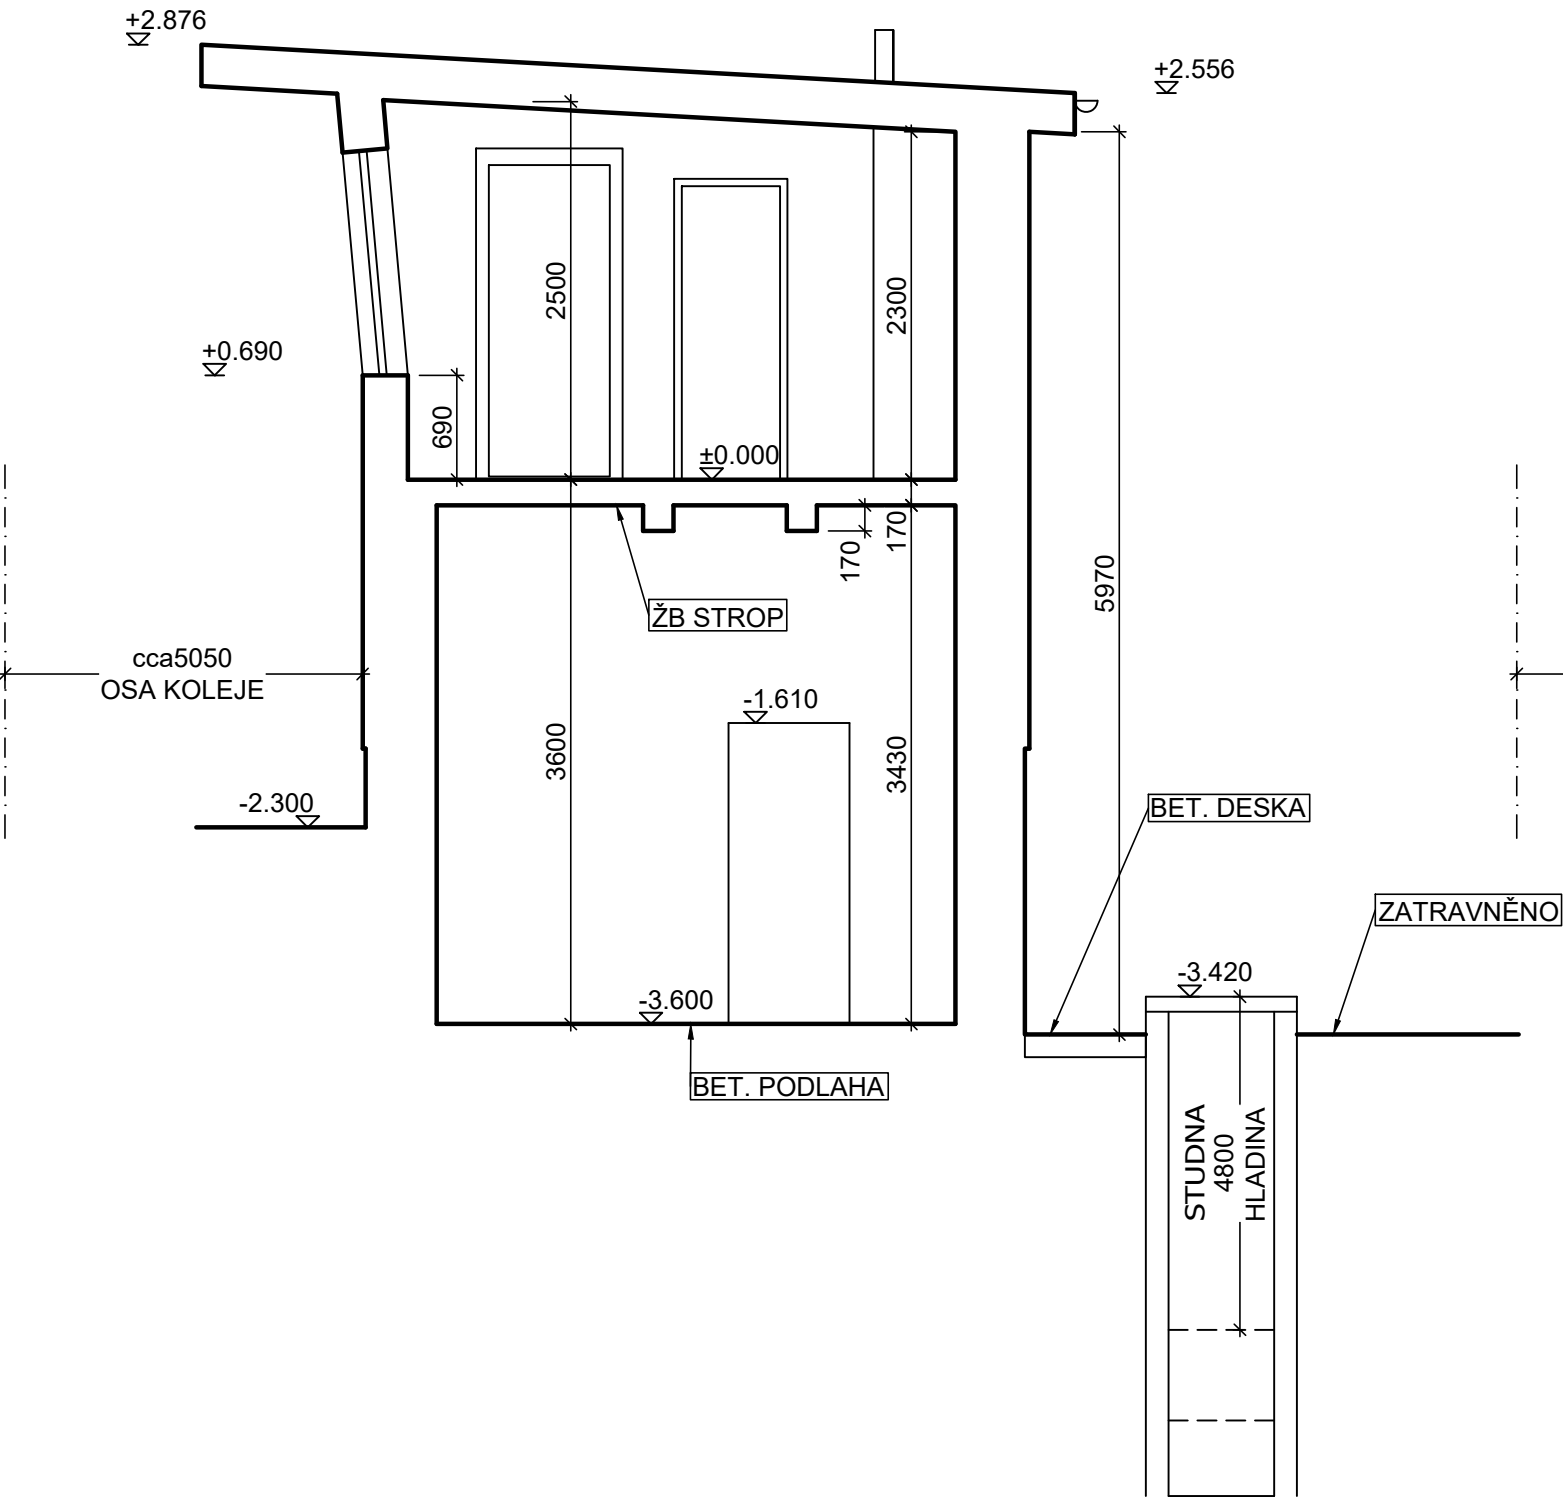 +2.876
+2.556
2500
2300
+0.690
690
±0.000
170
170
ŽB STROP
5970
cca5050
OSA KOLEJE
-1.610
3600
3430
-2.300
BET. DESKA
ZATRAVNĚNO
-3.420
-3.600
BET. PODLAHA
STUDNA
4800
HLADINA